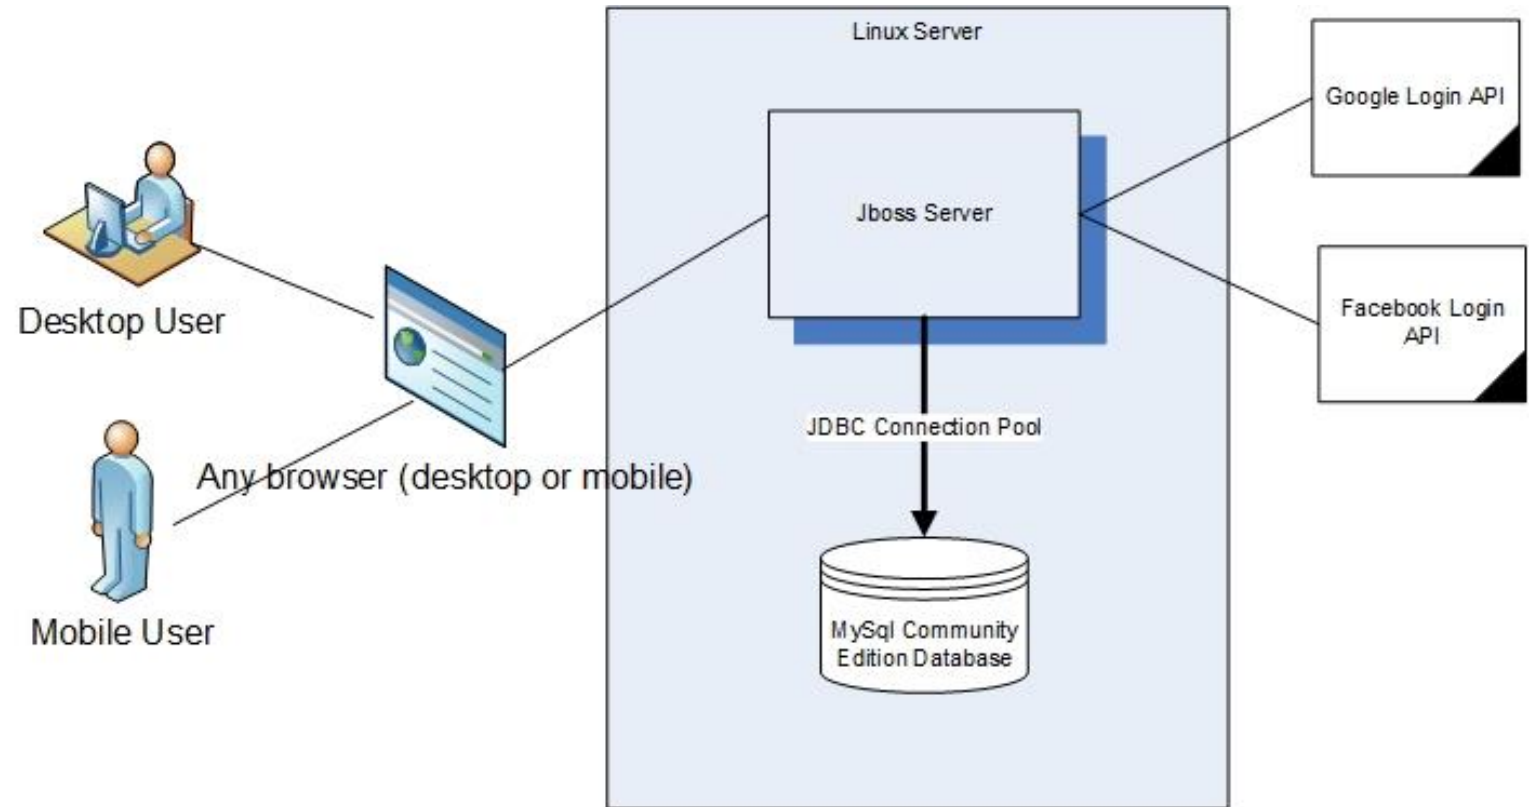 Linux Server
Google Login API
Jboss Server
Desktop User
Facebook Login
API
JDBC Connection Pool
Any browser (desktop or mobile)
Mobile User
MySql Community
Edition Database